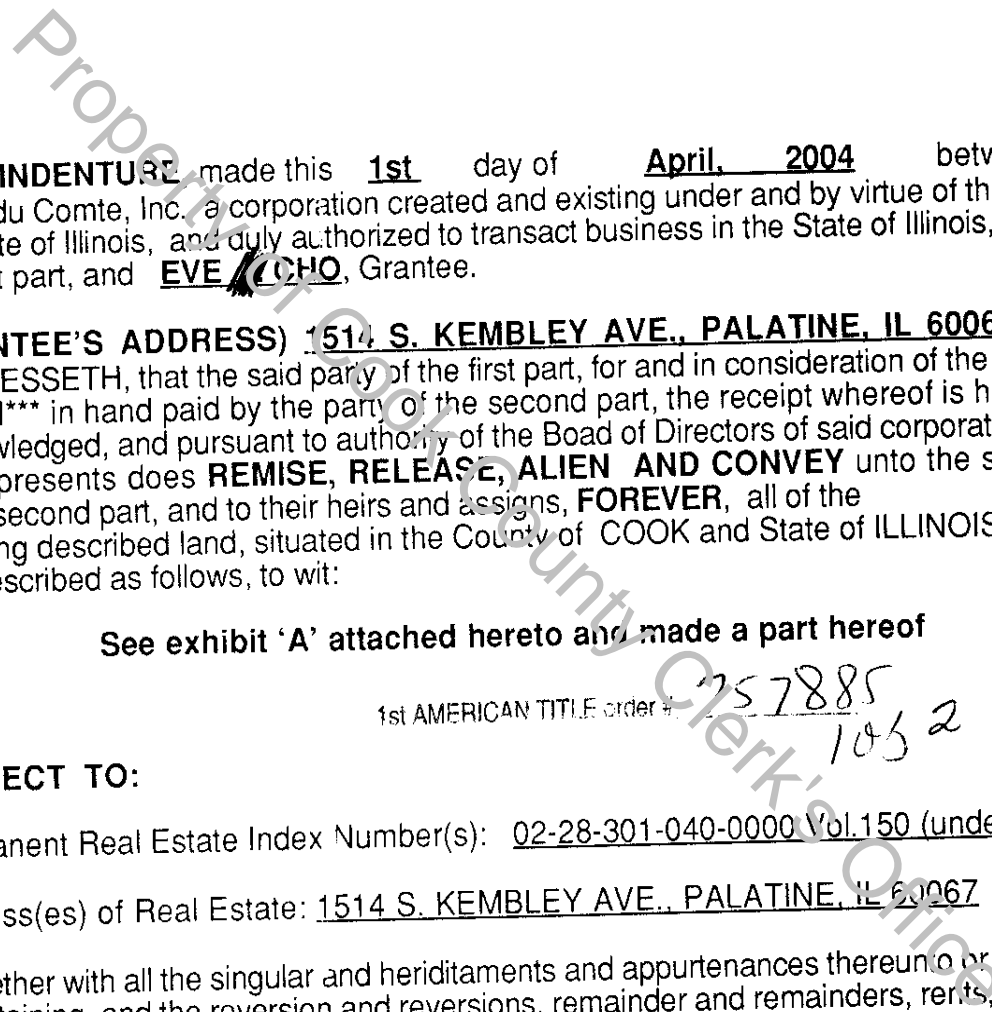 INDENTURE made this 1st day of April, 2004 betw
du Comte, Inc. a corporation created and existing under and by virtue of th
te of Illinois, and duly authorized to transact business in the State of Illinois,
t part, and EVE CHO, Grantee.
NTEE'S ADDRESS) 1514 S. KEMBLEY AVE., PALATINE, IL 6006
ESSETH, that the said party of the first part, for and in consideration of the
*** in hand paid by the party of the second part, the receipt whereof is h
wledged, and pursuant to authority of the Boad of Directors of said corporat
presents does REMISE, RELEASE, ALIEN AND CONVEY unto the s
second part, and to their heirs and assigns, FOREVER, all of the
ng described land, situated in the County of COOK and State of ILLINOIS
escribed as follows, to wit:
See exhibit ‘A’ attached hereto and made a part hereof
1st AMERICAN TITLE order # 757885
2
ECT TO:
anent Real Estate Index Number(s): 02-28-301-040-0000 Vol.150 (unde
ss(es) of Real Estate: 1514 S. KEMBLEY AVE., PALATINE, IL 60067
ether with all the singular and heriditaments and appurtenances thereunto or
taining, and the reversion and reversions, remainder and remainders, rents,
Property of Cook County Clerk's Office